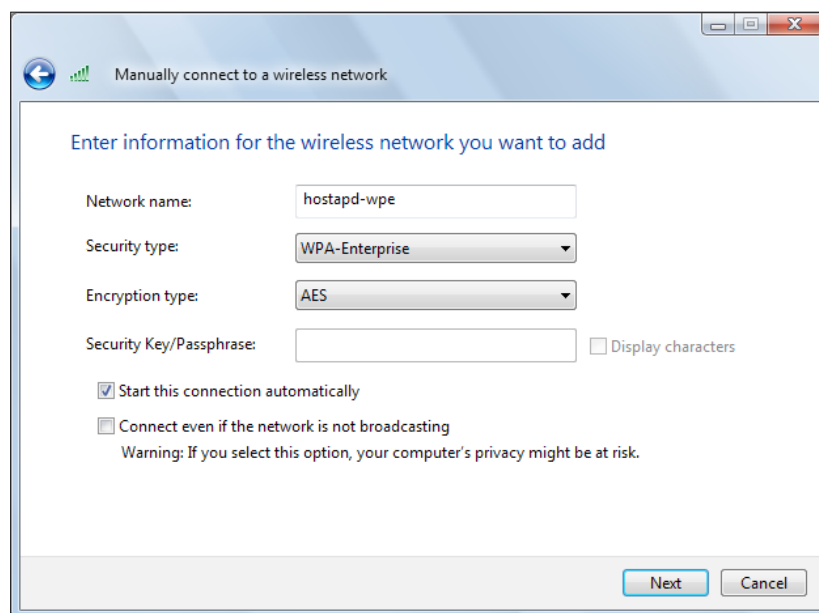 Manually connect to a wireless network
Enter information for the wireless network you want to add
Network name: hostapd-wpe
Security type: WPA-Enterprise
Encryption type: AES
Security Key/Passphrase: Display characters
Start this connection automatically
Connect even if the network is not broadcasting
Warning: If you select this option, your computer's privacy might be at risk.
Next Cancel